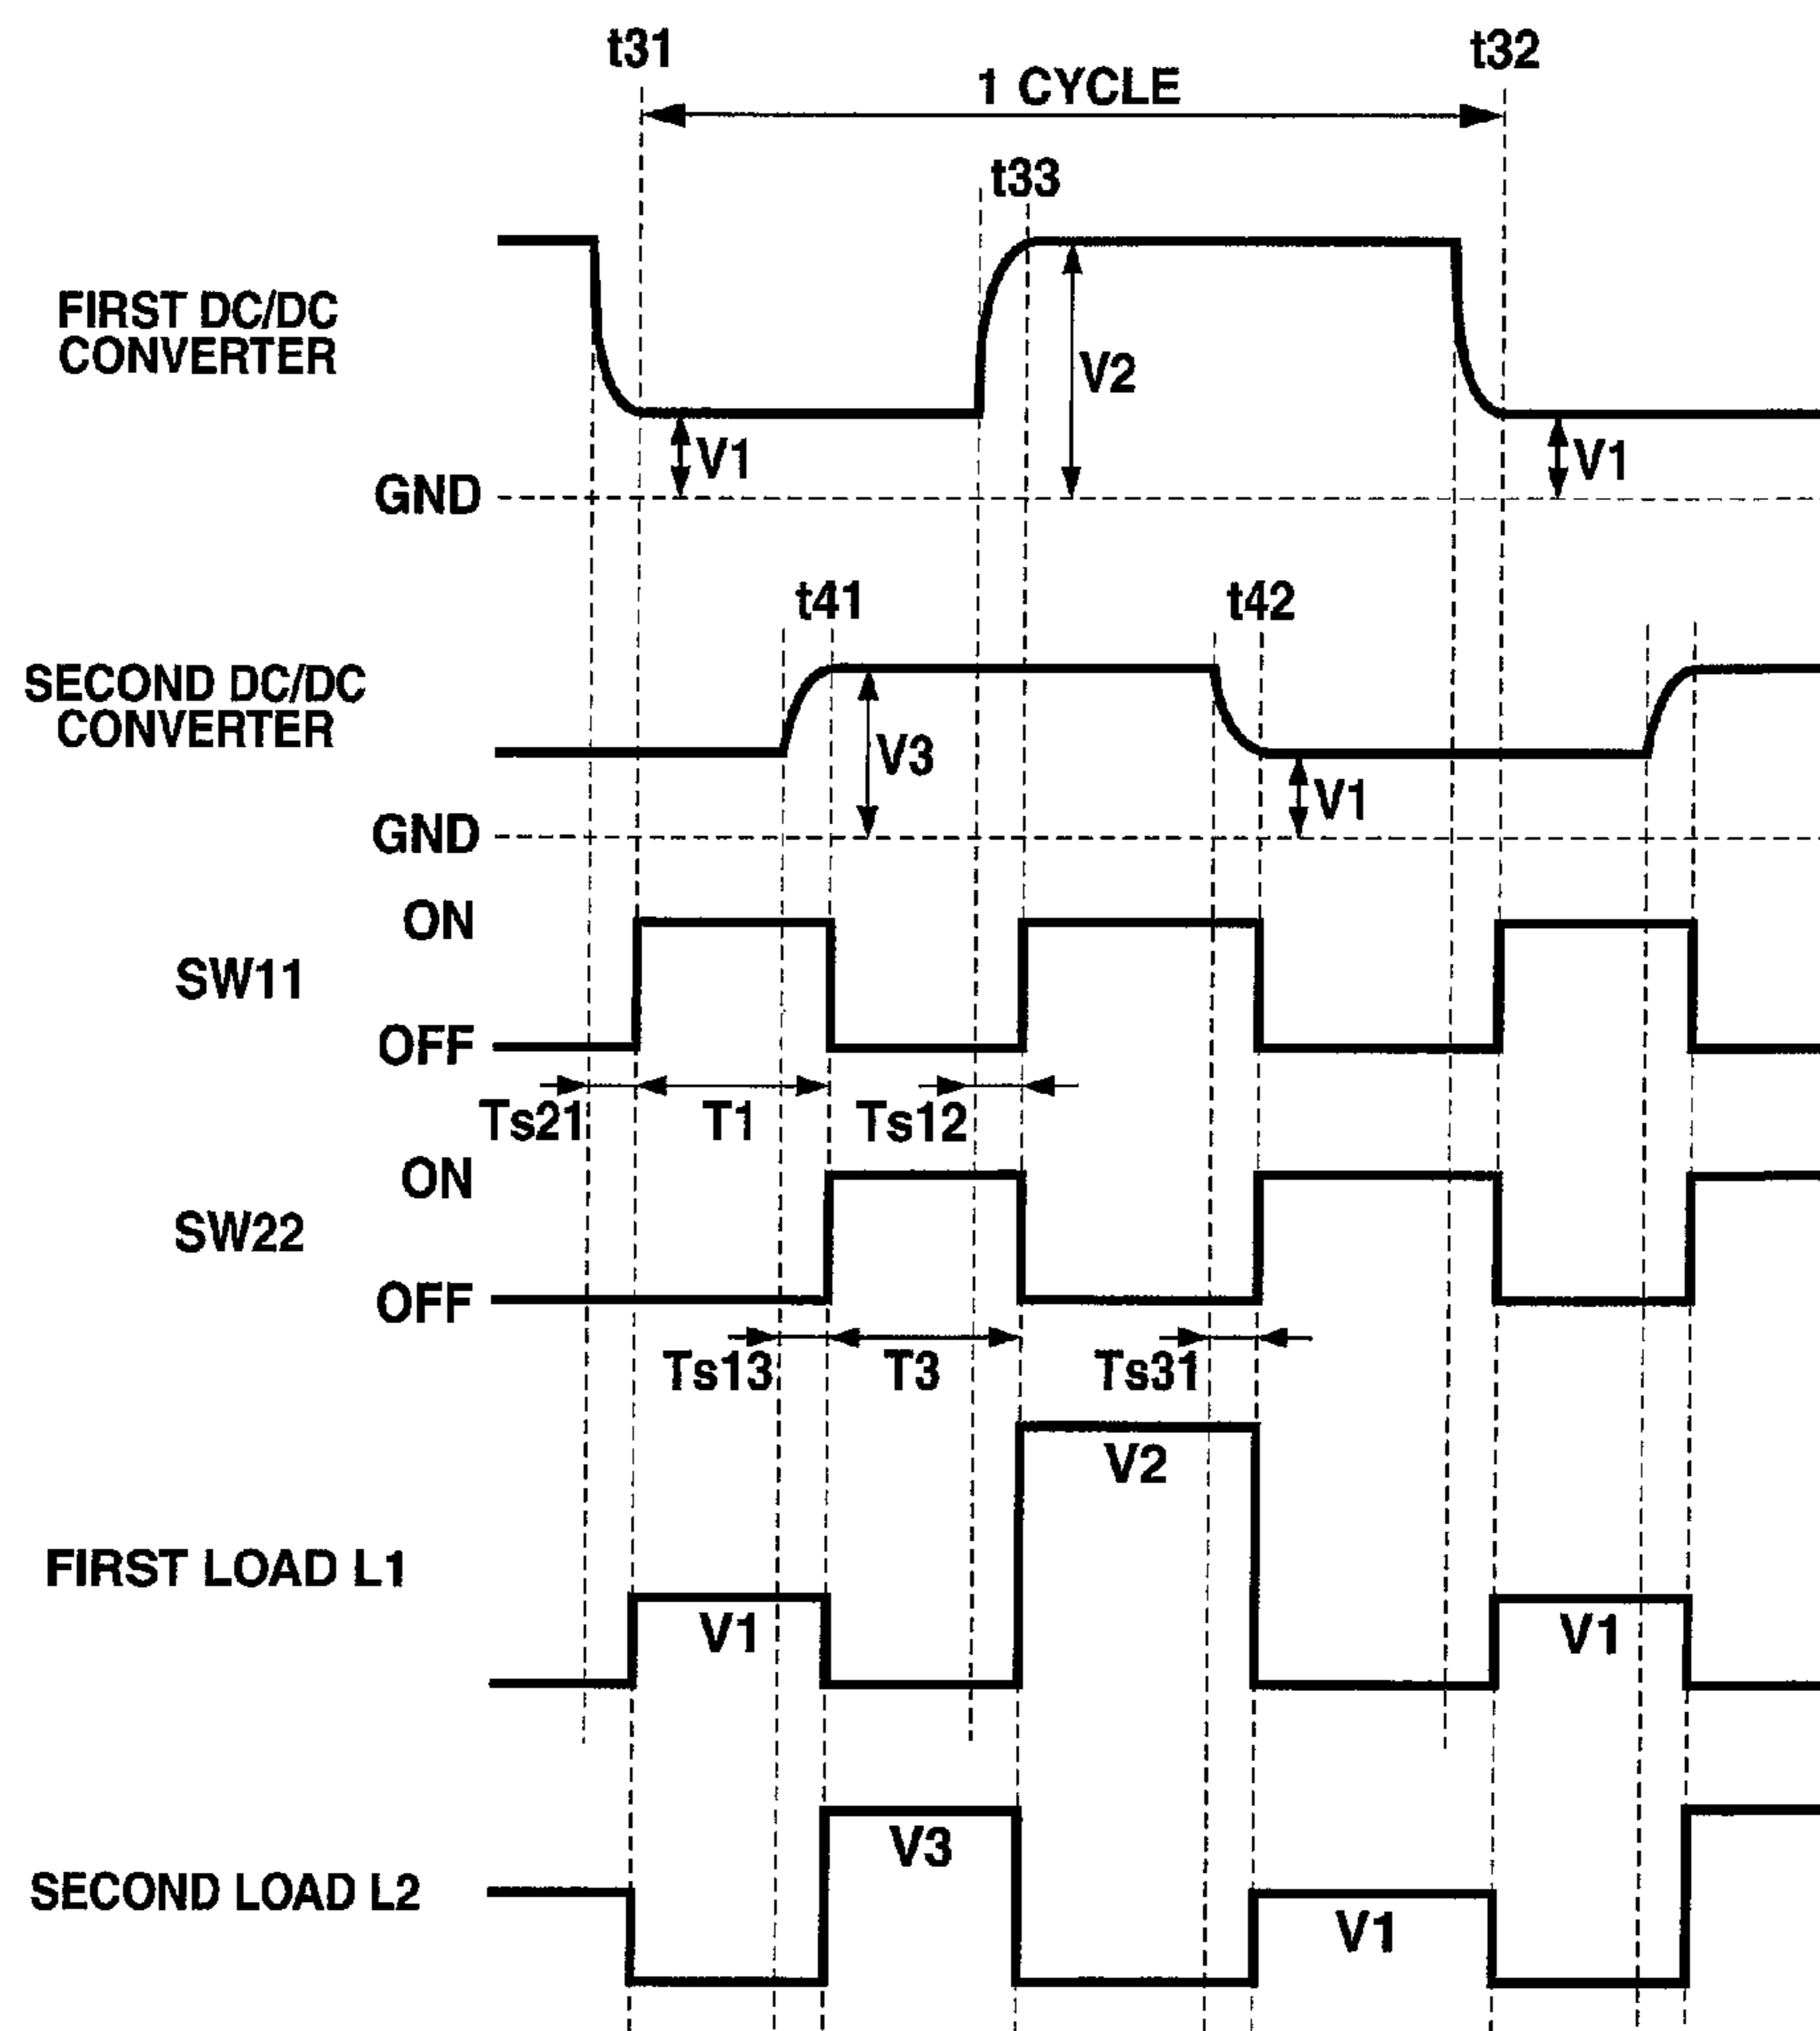 t31
t32
1 CYCLE
t33
FIRST DC/DC
CONVERTER
V2
V1
V1
GND
t41
t42
SECOND DC/DC
CONVERTER
V3
V1
GND
ON
SW11
OFF
Ts21
T1
Ts12
ON
SW22
OFF
Ts13
T3
Ts31
V2
FIRST LOAD L1
V1
V1
V3
SECOND LOAD L2
V1